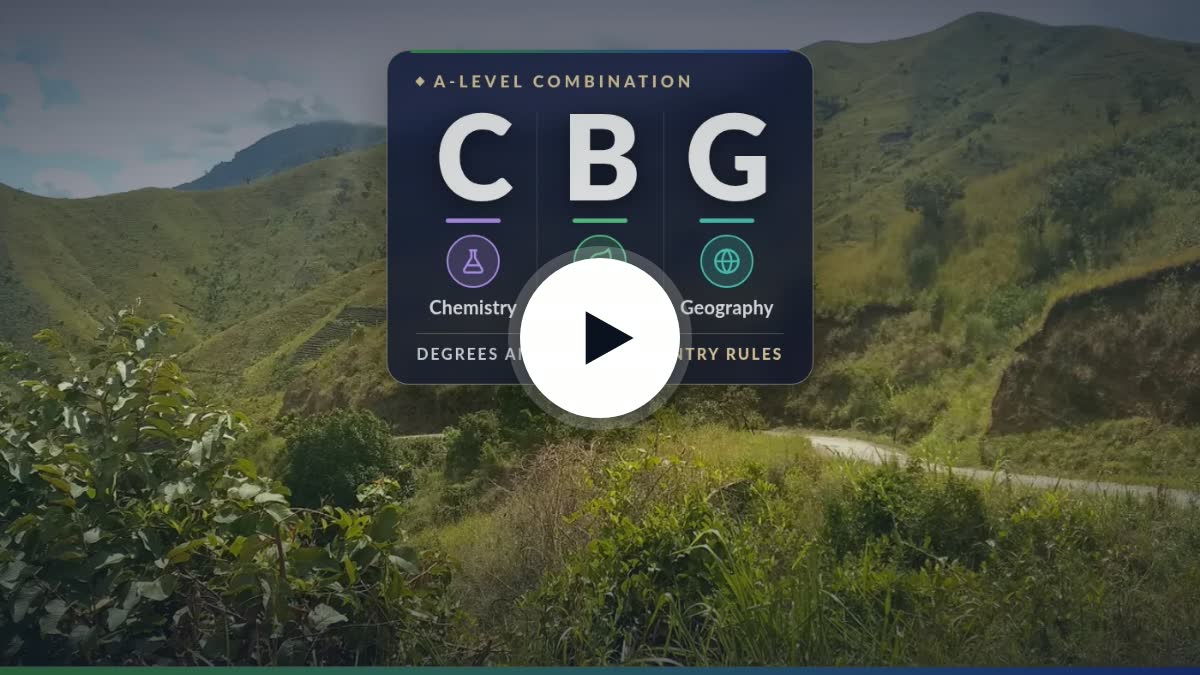 A-LEVEL COMBINATION
C B G
Chemistry Geography
DEGREES RULES